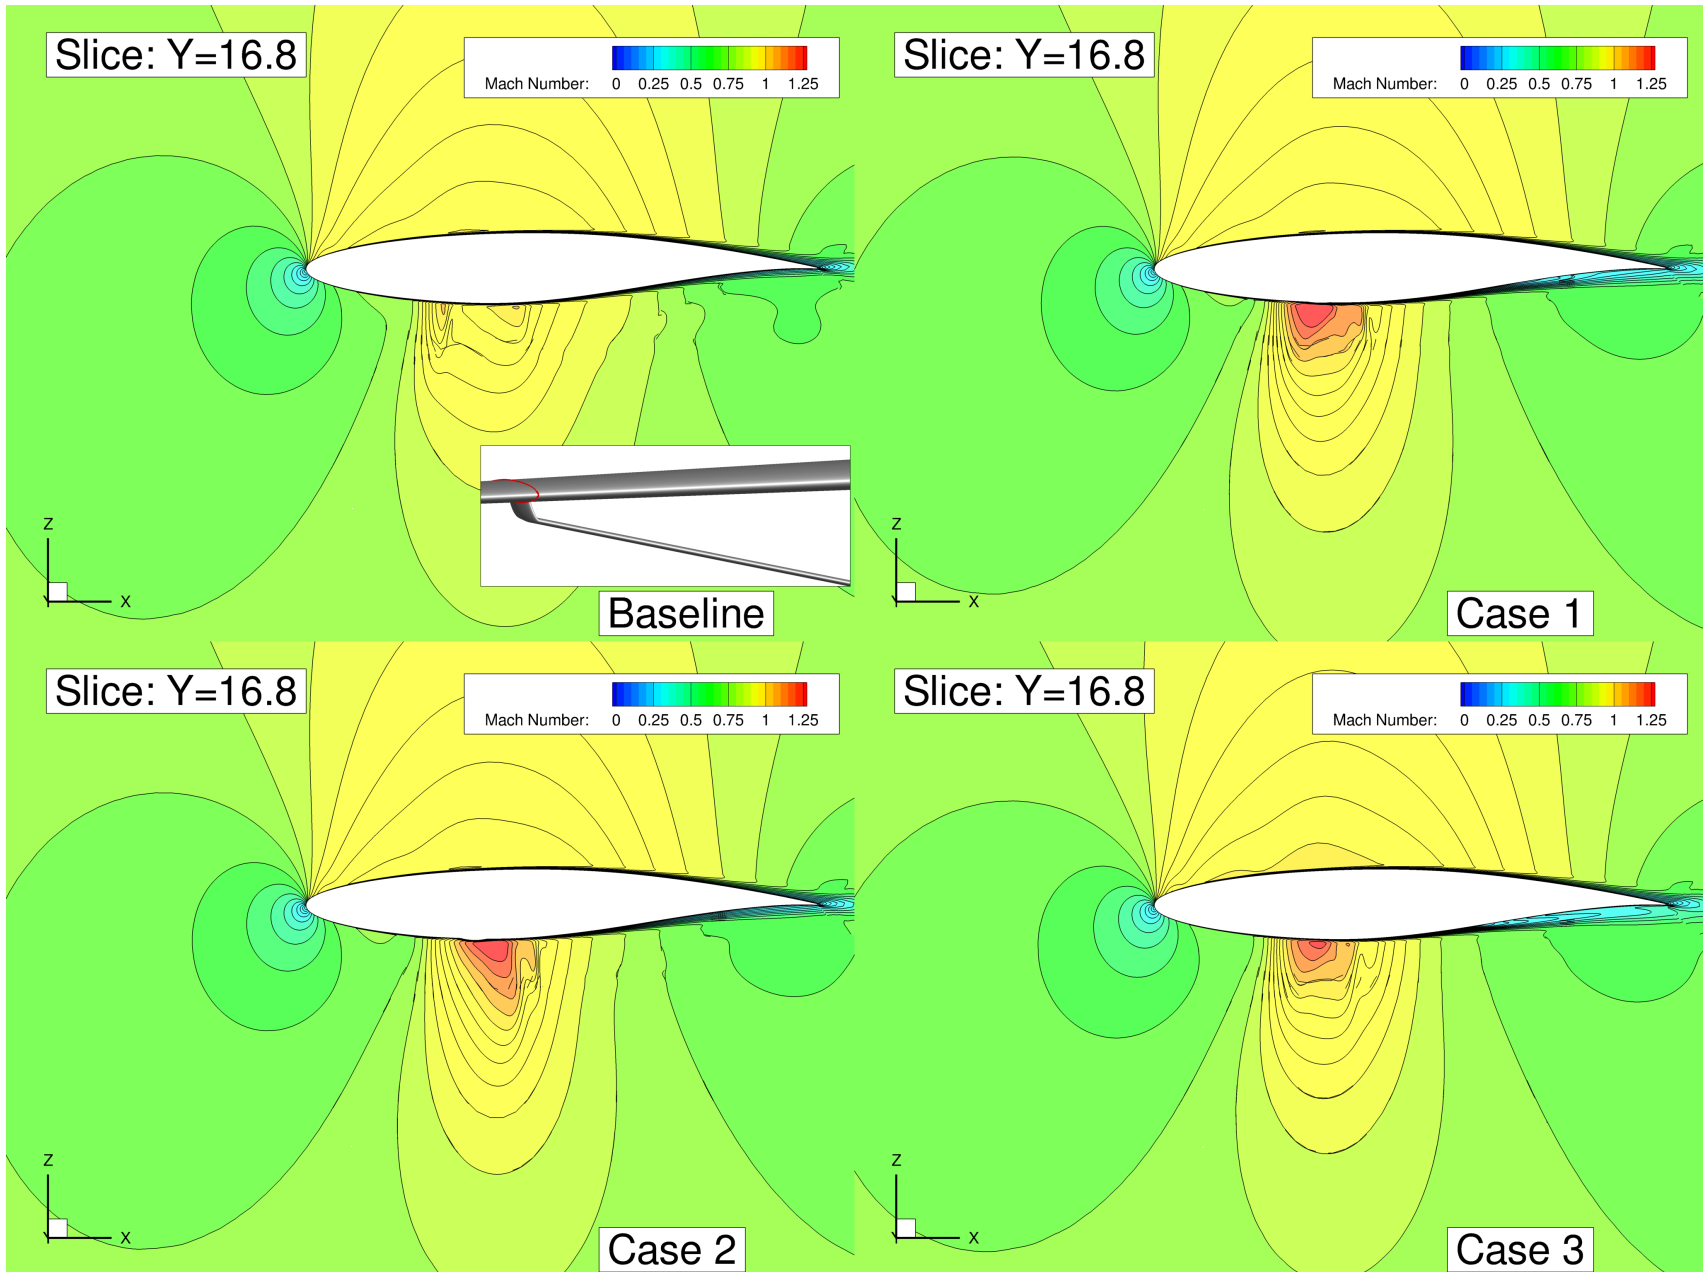 Slice: Y=16.8
Mach Number: 0 0.25 0.5 0.75 1 1.25
Z
Y X
Baseline
Slice: Y=16.8
Mach Number: 0 0.25 0.5 0.75 1 1.25
Z
Y X
Case 1
Slice: Y=16.8
Mach Number: 0 0.25 0.5 0.75 1 1.25
Z
Y X
Case 2
Slice: Y=16.8
Mach Number: 0 0.25 0.5 0.75 1 1.25
Z
Y X
Case 3